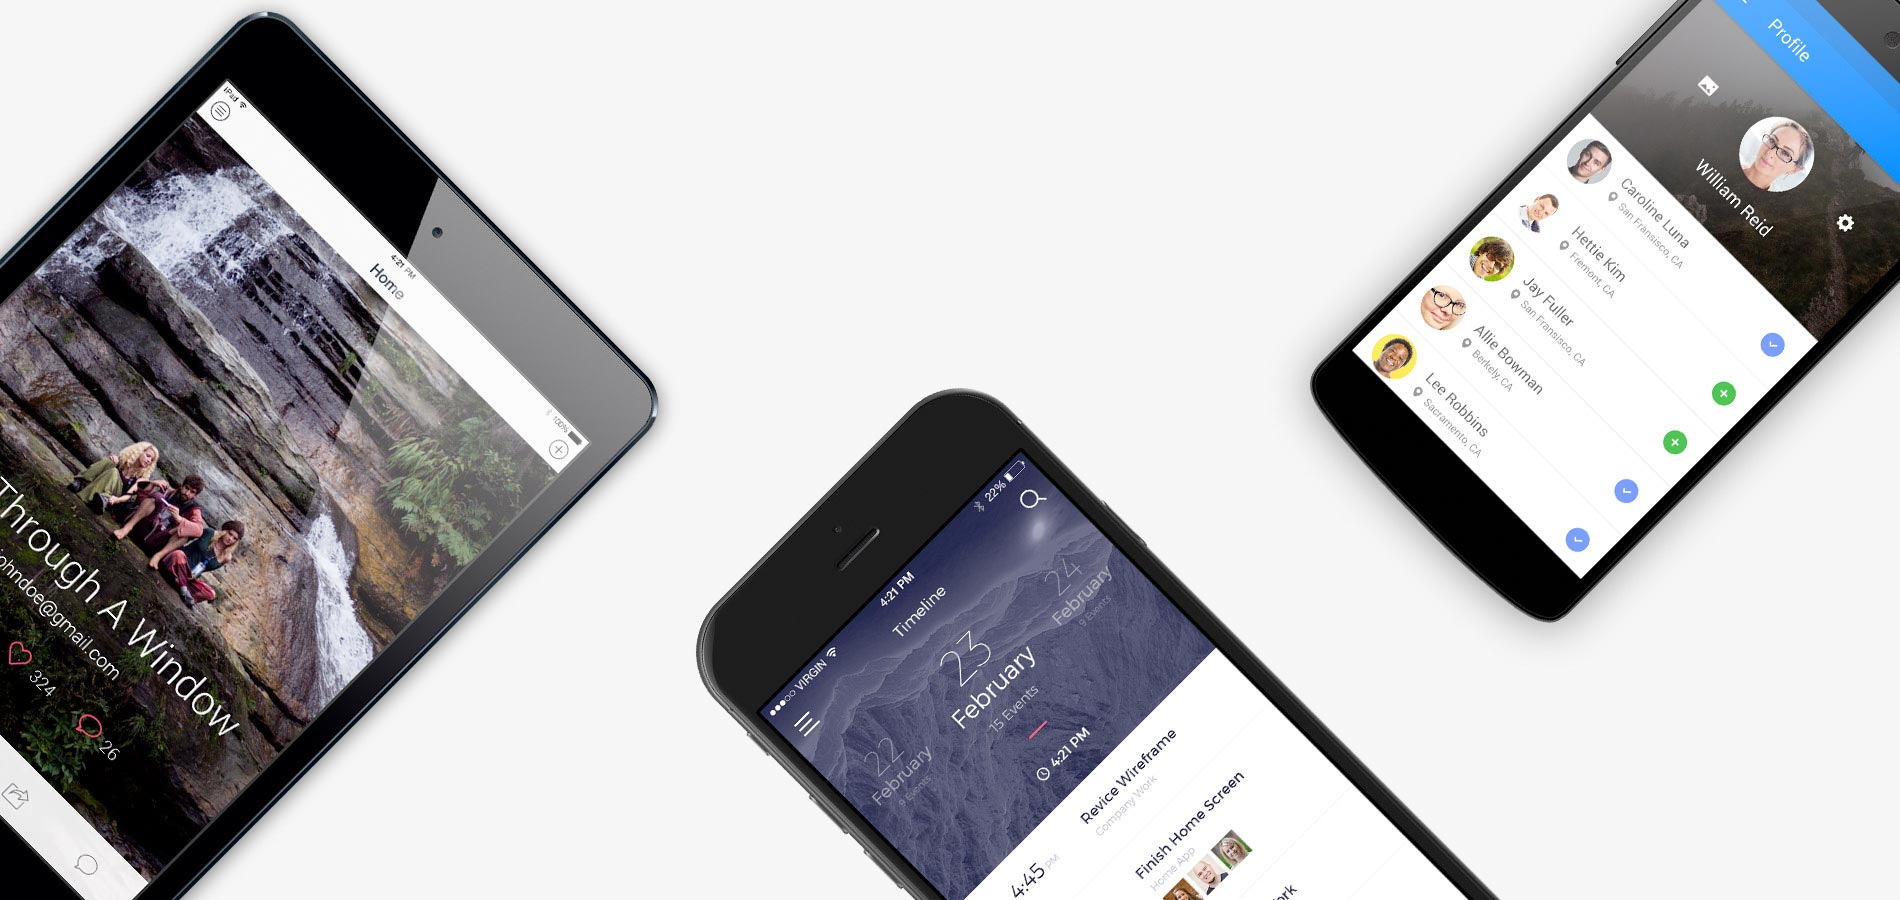 iPad
4:21 PM
Home
100%
Through A Window
johndoe@gmail.com
324
26
VIRGIN
4:21 PM
22%
Timeline
22
February
9 Events
23
February
15 Events
24
February
9 Events
4:21 PM
Revice Wireframe
Company Work
4:45 PM
Finish Home Screen
Home App
Profile
William Reid
Caroline Luna
San Fransisco, CA
Hettie Kim
Fremont, CA
Jay Fuller
San Fransisco, CA
Allie Bowman
Berkely, CA
Lee Robbins
Sacramento, CA